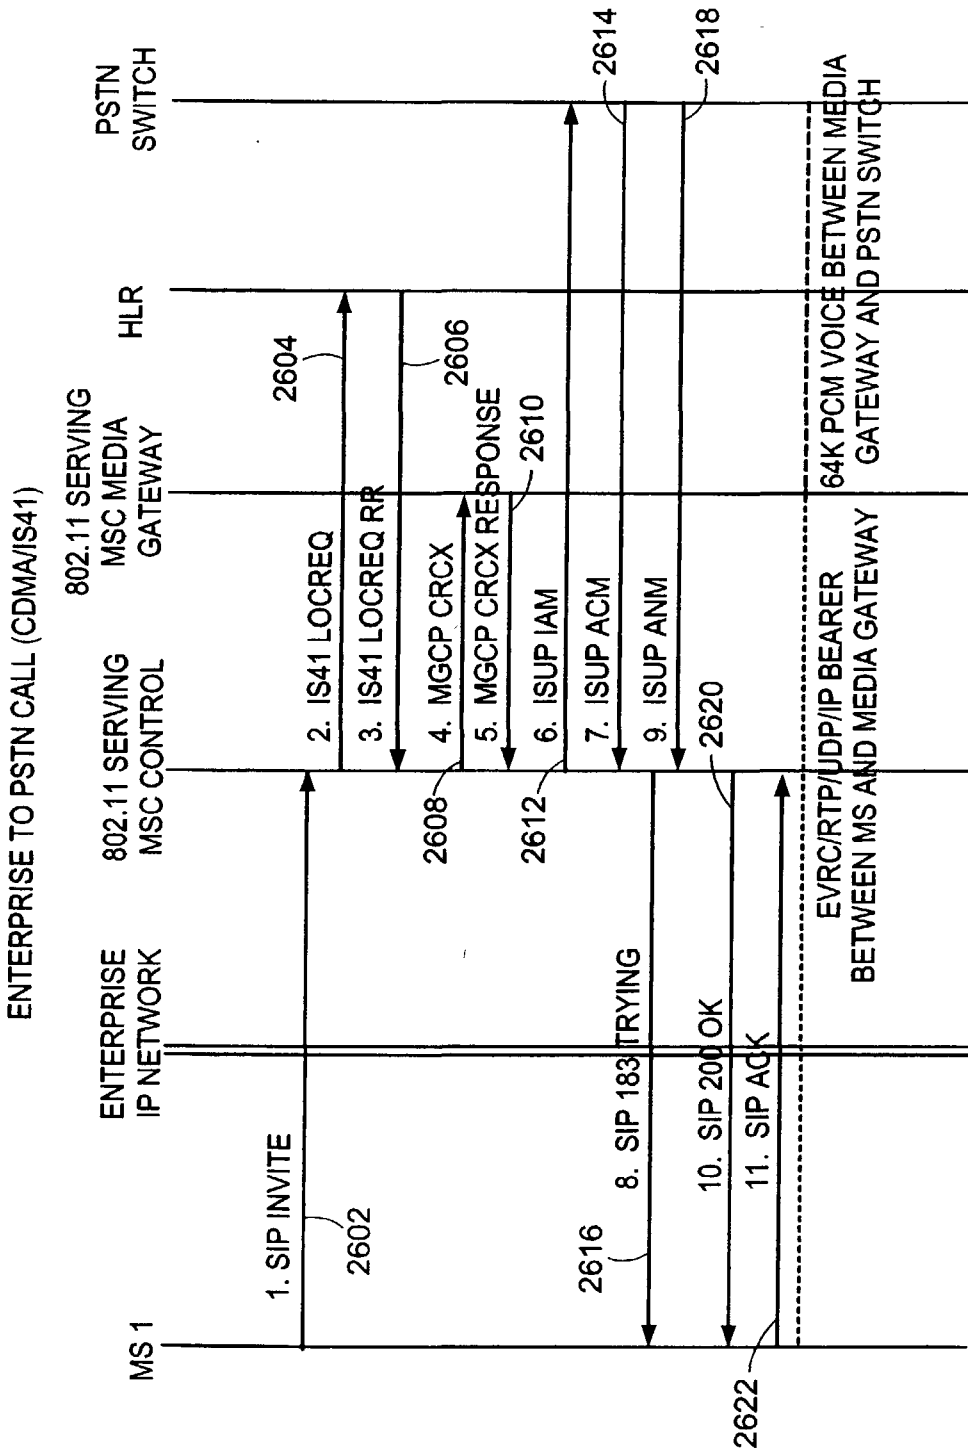 ENTERPRISE TO PSTN CALL (CDMA/IS41)
MS 1
ENTERPRISE
IP NETWORK
802.11 SERVING
MSC CONTROL
802.11 SERVING
MSC MEDIA
GATEWAY
HLR
PSTN
SWITCH
1. SIP INVITE
2602
2. IS41 LOCREQ
2604
3. IS41 LOCREQ RR
2606
4. MGCP CRCX
2608
5. MGCP CRCX RESPONSE
2610
6. ISUP IAM
2612
7. ISUP ACM
2614
8. SIP 183 TRYING
2616
9. ISUP ANM
2618
10. SIP 200 OK
2620
11. SIP ACK
2622
EVRC/RTP/UDP/IP BEARER
BETWEEN MS AND MEDIA GATEWAY
64K PCM VOICE BETWEEN MEDIA
GATEWAY AND PSTN SWITCH